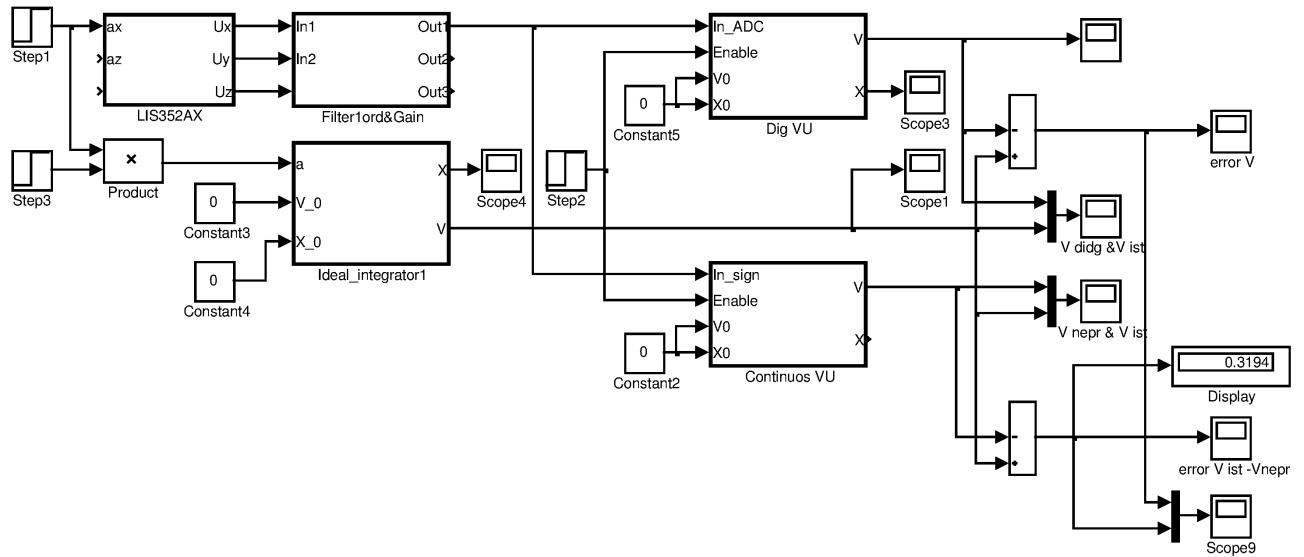 ax
az
Ux
Uy
Uz
LIS352AX
Step1
In1
In2
Out1
Out2
Out3
Filter1ord&Gain
In_ADC
Enable
V0
X0
V
X
Dig VU
0
Constant5
Scope3
error V
Step3
×
Product
0
Constant3
0
Constant4
a
V_0
X_0
X
V
Ideal_integrator1
Scope4
Step2
Scope1
-
+
V didg &V ist
In_sign
Enable
V0
X0
V
X
Continuos VU
0
Constant2
V nepr & V ist
0.3194
Display
-
+
error V ist -Vnepr
Scope9